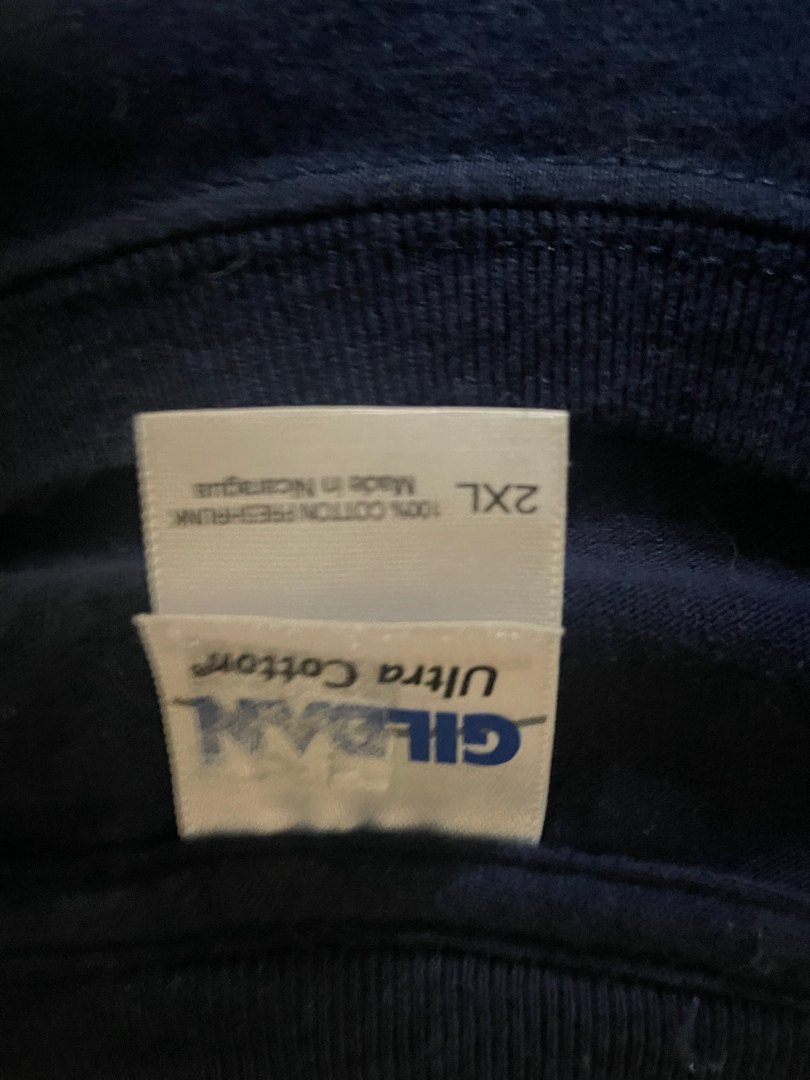 GILDAN
Ultra Cotton®
2XL 100% COTTON PRESHRUNK
Made in Nicaragua